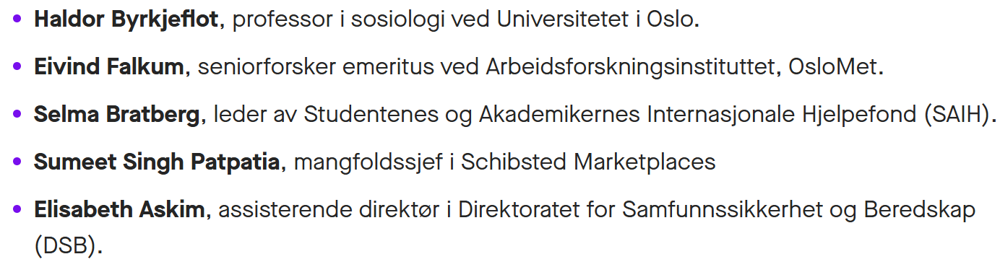 • Haldor Byrkjeflot, professor i sosiologi ved Universitetet i Oslo.
• Eivind Falkum, seniorforsker emeritus ved Arbeidsforskningsinstituttet, OsloMet.
• Selma Bratberg, leder av Studentenes og Akademikernes Internasjonale Hjelpefond (SAIH).
• Sumeet Singh Patpatia, mangfoldssjef i Schibsted Marketplaces
• Elisabeth Askim, assisterende direktør i Direktoratet for Samfunnssikkerhet og Beredskap
(DSB).